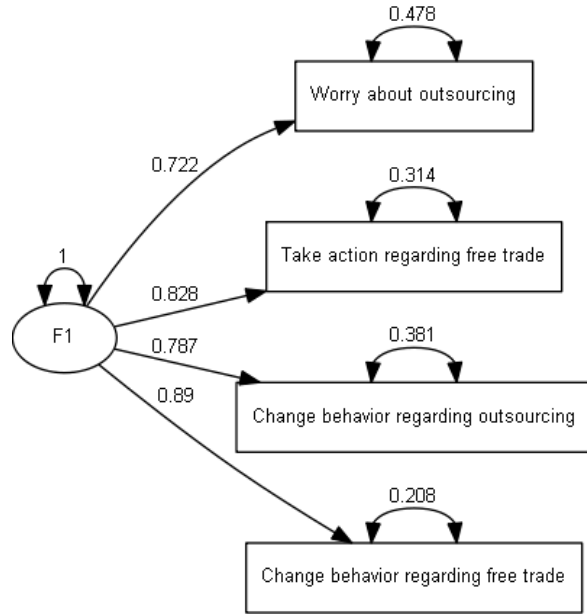 0.478
Worry about outsourcing
0.722
0.314
Take action regarding free trade
1
0.828
F1
0.787
0.381
Change behavior regarding outsourcing
0.89
0.208
Change behavior regarding free trade